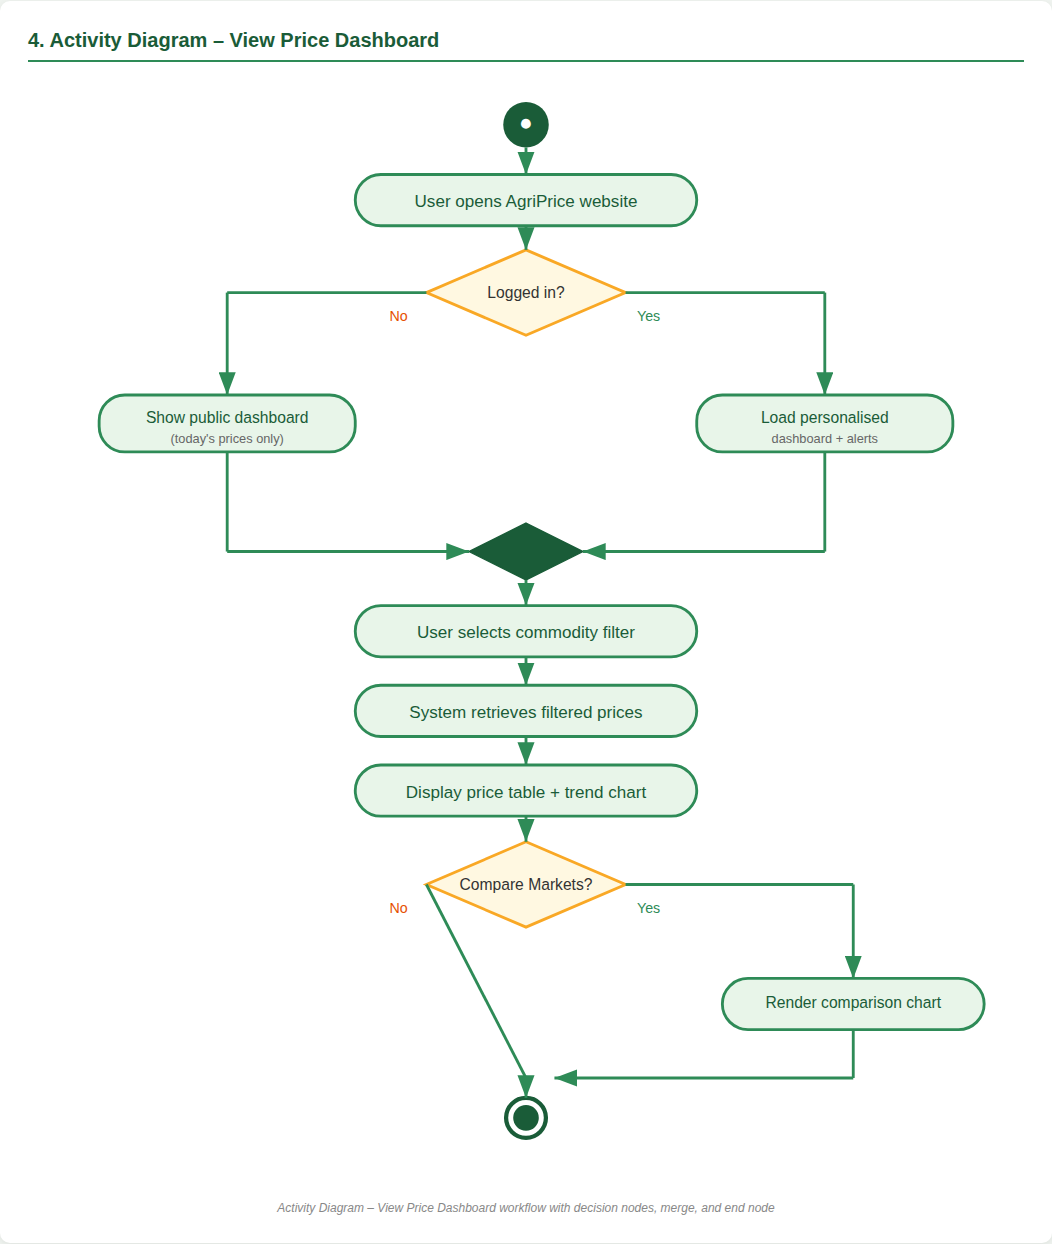 4. Activity Diagram – View Price Dashboard
User opens AgriPrice website
Logged in?
No
Yes
Show public dashboard
(today's prices only)
Load personalised
dashboard + alerts
User selects commodity filter
System retrieves filtered prices
Display price table + trend chart
Compare Markets?
No
Yes
Render comparison chart
Activity Diagram – View Price Dashboard workflow with decision nodes, merge, and end node